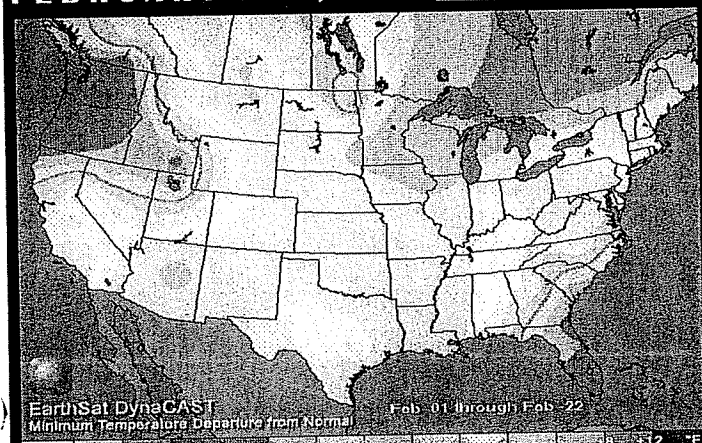 EarthSat DynaCAST
Feb 01 through Feb 22
Minimum Temperature Departure from Normal
°F